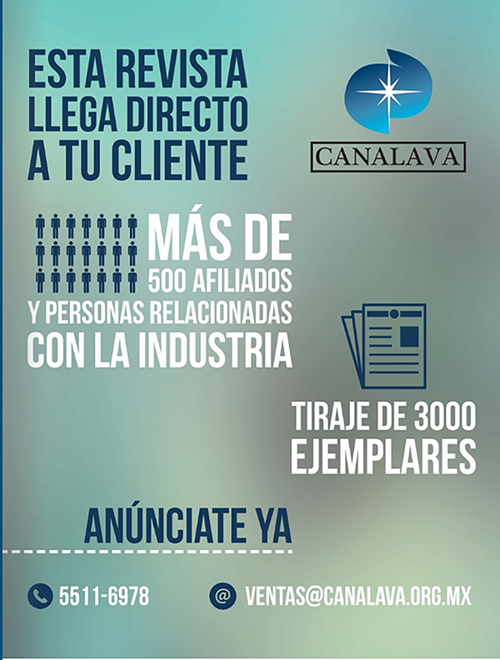 ESTA REVISTA
LLEGA DIRECTO
A TU CLIENTE
CANALAVA
MÁS DE
500 AFILIADOS
Y PERSONAS RELACIONADAS
CON LA INDUSTRIA
TIRAJE DE 3000
EJEMPLARES
ANÚNCIATE YA
5511-6978
@ VENTAS@CANALAVA.ORG.MX